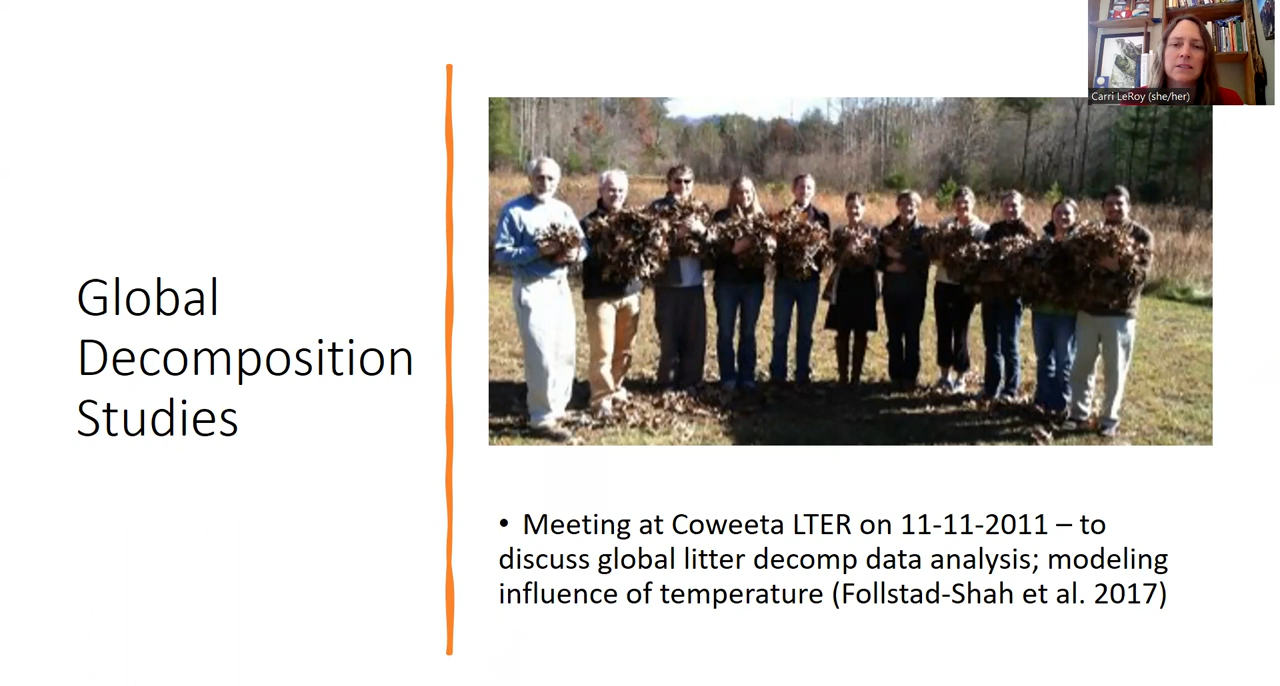 Carri LeRoy (she/her)
Global
Decomposition
Studies
• Meeting at Coweeta LTER on 11-11-2011 – to
discuss global litter decomp data analysis; modeling
influence of temperature (Follstad-Shah et al. 2017)